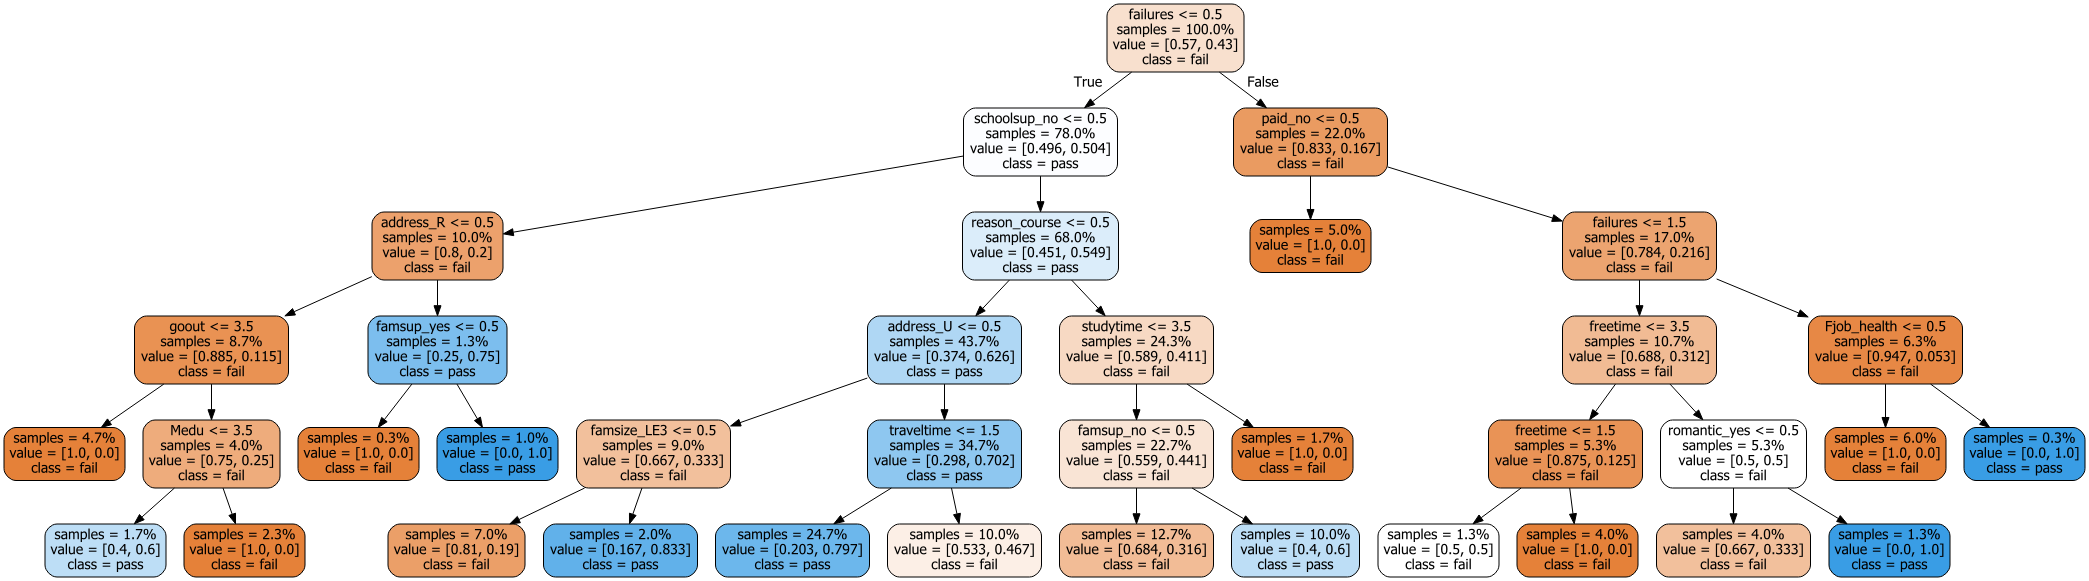 failures <= 0.5
samples = 100.0%
value = [0.57, 0.43]
class = fail
True
False
schoolsup_no <= 0.5
samples = 78.0%
value = [0.496, 0.504]
class = pass
paid_no <= 0.5
samples = 22.0%
value = [0.833, 0.167]
class = fail
address_R <= 0.5
samples = 10.0%
value = [0.8, 0.2]
class = fail
reason_course <= 0.5
samples = 68.0%
value = [0.451, 0.549]
class = pass
samples = 5.0%
value = [1.0, 0.0]
class = fail
failures <= 1.5
samples = 17.0%
value = [0.784, 0.216]
class = fail
goout <= 3.5
samples = 8.7%
value = [0.885, 0.115]
class = fail
famsup_yes <= 0.5
samples = 1.3%
value = [0.25, 0.75]
class = pass
address_U <= 0.5
samples = 43.7%
value = [0.374, 0.626]
class = pass
studytime <= 3.5
samples = 24.3%
value = [0.589, 0.411]
class = fail
freetime <= 3.5
samples = 10.7%
value = [0.688, 0.312]
class = fail
Fjob_health <= 0.5
samples = 6.3%
value = [0.947, 0.053]
class = fail
samples = 4.7%
value = [1.0, 0.0]
class = fail
Medu <= 3.5
samples = 4.0%
value = [0.75, 0.25]
class = fail
samples = 0.3%
value = [1.0, 0.0]
class = fail
samples = 1.0%
value = [0.0, 1.0]
class = pass
famsize_LE3 <= 0.5
samples = 9.0%
value = [0.667, 0.333]
class = fail
traveltime <= 1.5
samples = 34.7%
value = [0.298, 0.702]
class = pass
famsup_no <= 0.5
samples = 22.7%
value = [0.559, 0.441]
class = fail
samples = 1.7%
value = [1.0, 0.0]
class = fail
freetime <= 1.5
samples = 5.3%
value = [0.875, 0.125]
class = fail
romantic_yes <= 0.5
samples = 5.3%
value = [0.5, 0.5]
class = fail
samples = 6.0%
value = [1.0, 0.0]
class = fail
samples = 0.3%
value = [0.0, 1.0]
class = pass
samples = 1.7%
value = [0.4, 0.6]
class = pass
samples = 2.3%
value = [1.0, 0.0]
class = fail
samples = 7.0%
value = [0.81, 0.19]
class = fail
samples = 2.0%
value = [0.167, 0.833]
class = pass
samples = 24.7%
value = [0.203, 0.797]
class = pass
samples = 10.0%
value = [0.533, 0.467]
class = fail
samples = 12.7%
value = [0.684, 0.316]
class = fail
samples = 10.0%
value = [0.4, 0.6]
class = pass
samples = 1.3%
value = [0.5, 0.5]
class = fail
samples = 4.0%
value = [1.0, 0.0]
class = fail
samples = 4.0%
value = [0.667, 0.333]
class = fail
samples = 1.3%
value = [0.0, 1.0]
class = pass